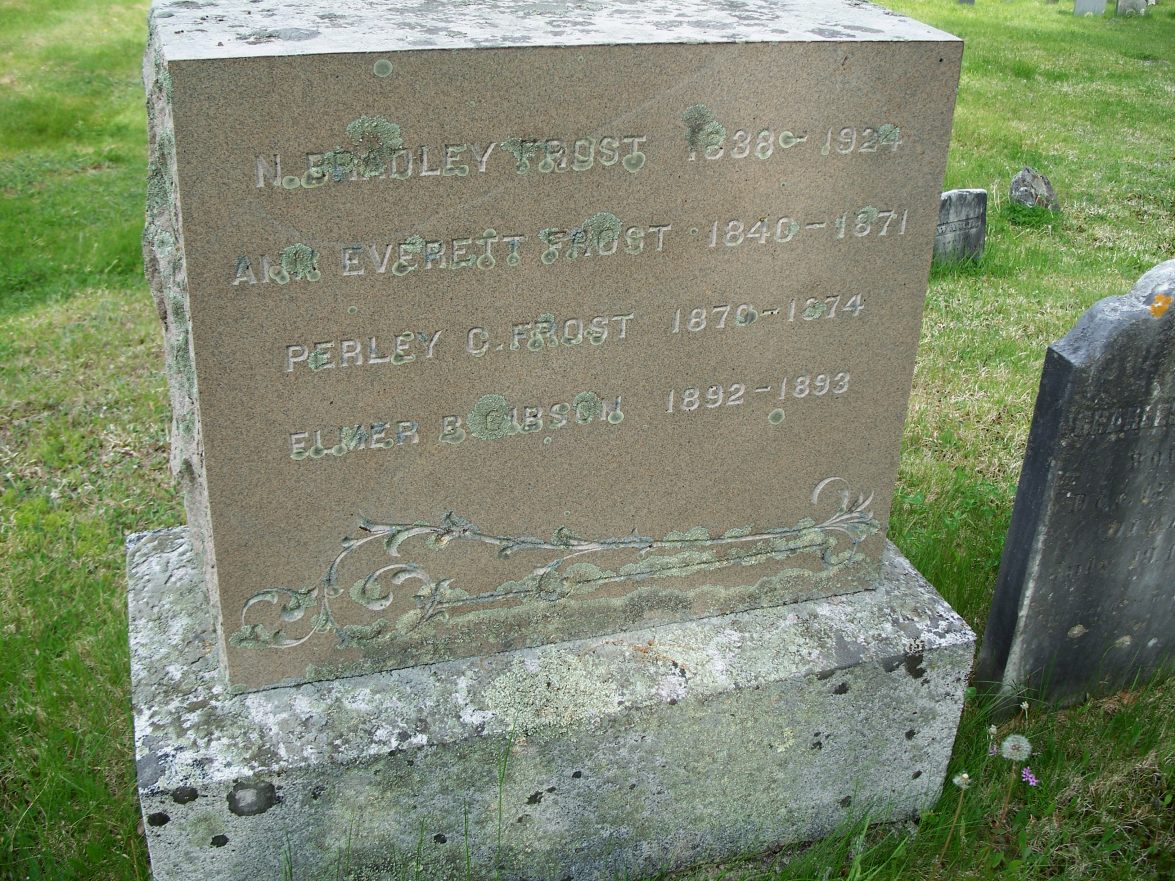 N. BRADLEY FROST 1838 - 1924
ANN EVERETT FROST 1840 - 1871
PERLEY C. FROST 1870 - 1874
ELMER B. GIBSON 1892 - 1893